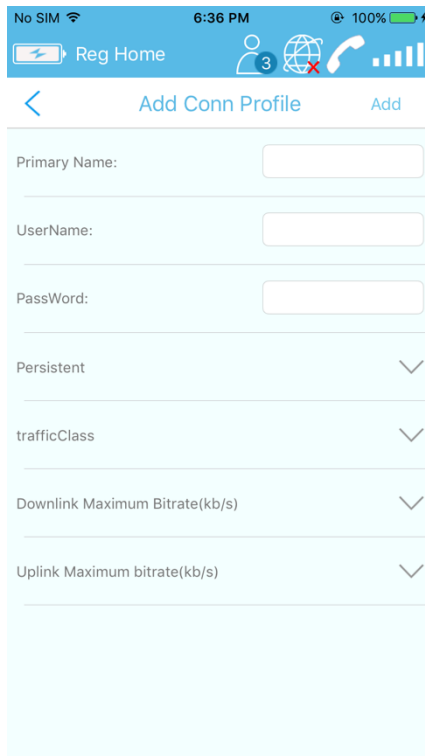 No SIM 6:36 PM 100%
Reg Home 3
Add Conn Profile Add
Primary Name:
UserName:
PassWord:
Persistent
trafficClass
Downlink Maximum Bitrate(kb/s)
Uplink Maximum bitrate(kb/s)